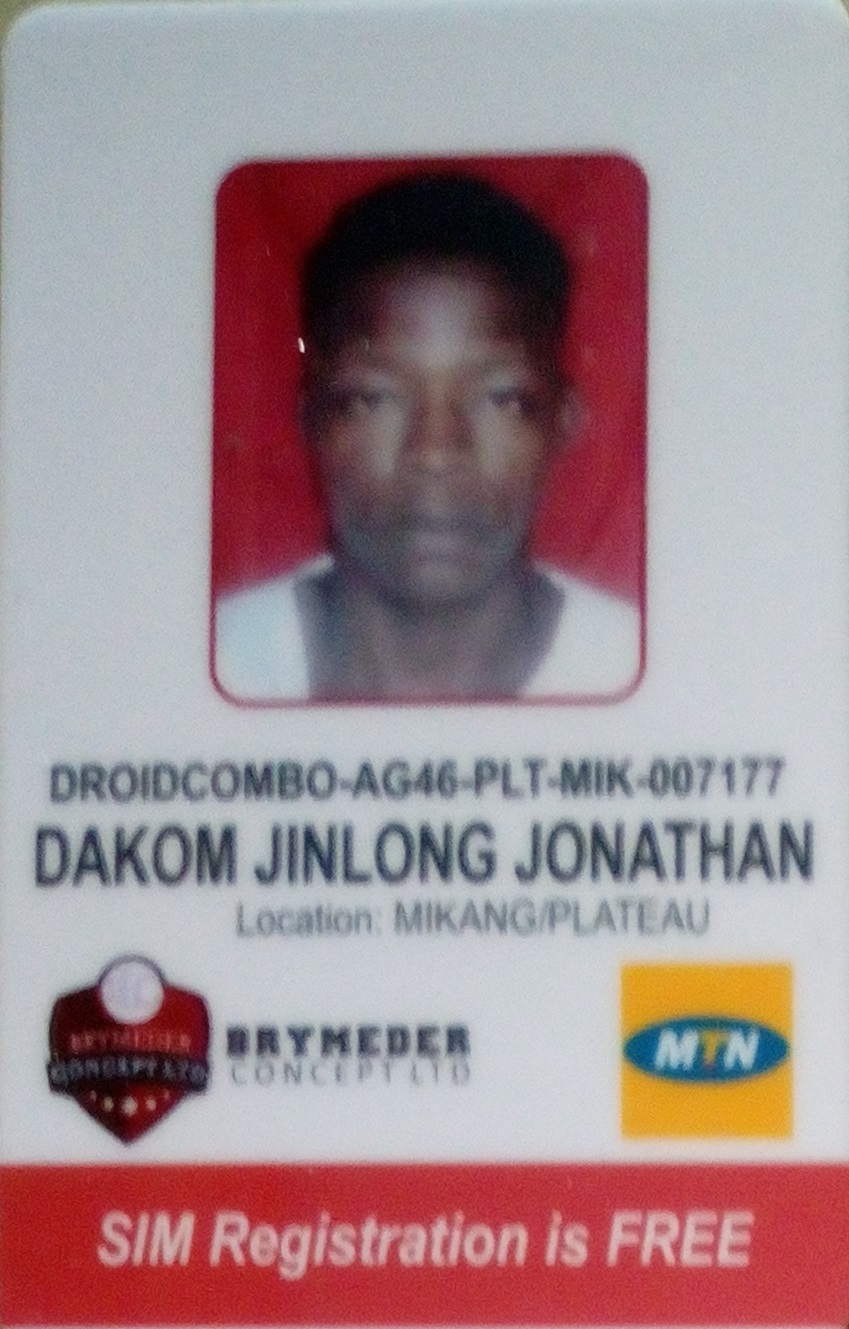 DROIDCOMBO-AG46-PLT-MIK-007177
DAKOM JINLONG JONATHAN
Location: MIKANG/PLATEAU
BRYMEDER
CONCEPT LTD
BRYMEDER
CONCEPT LTD
MTN
SIM Registration is FREE